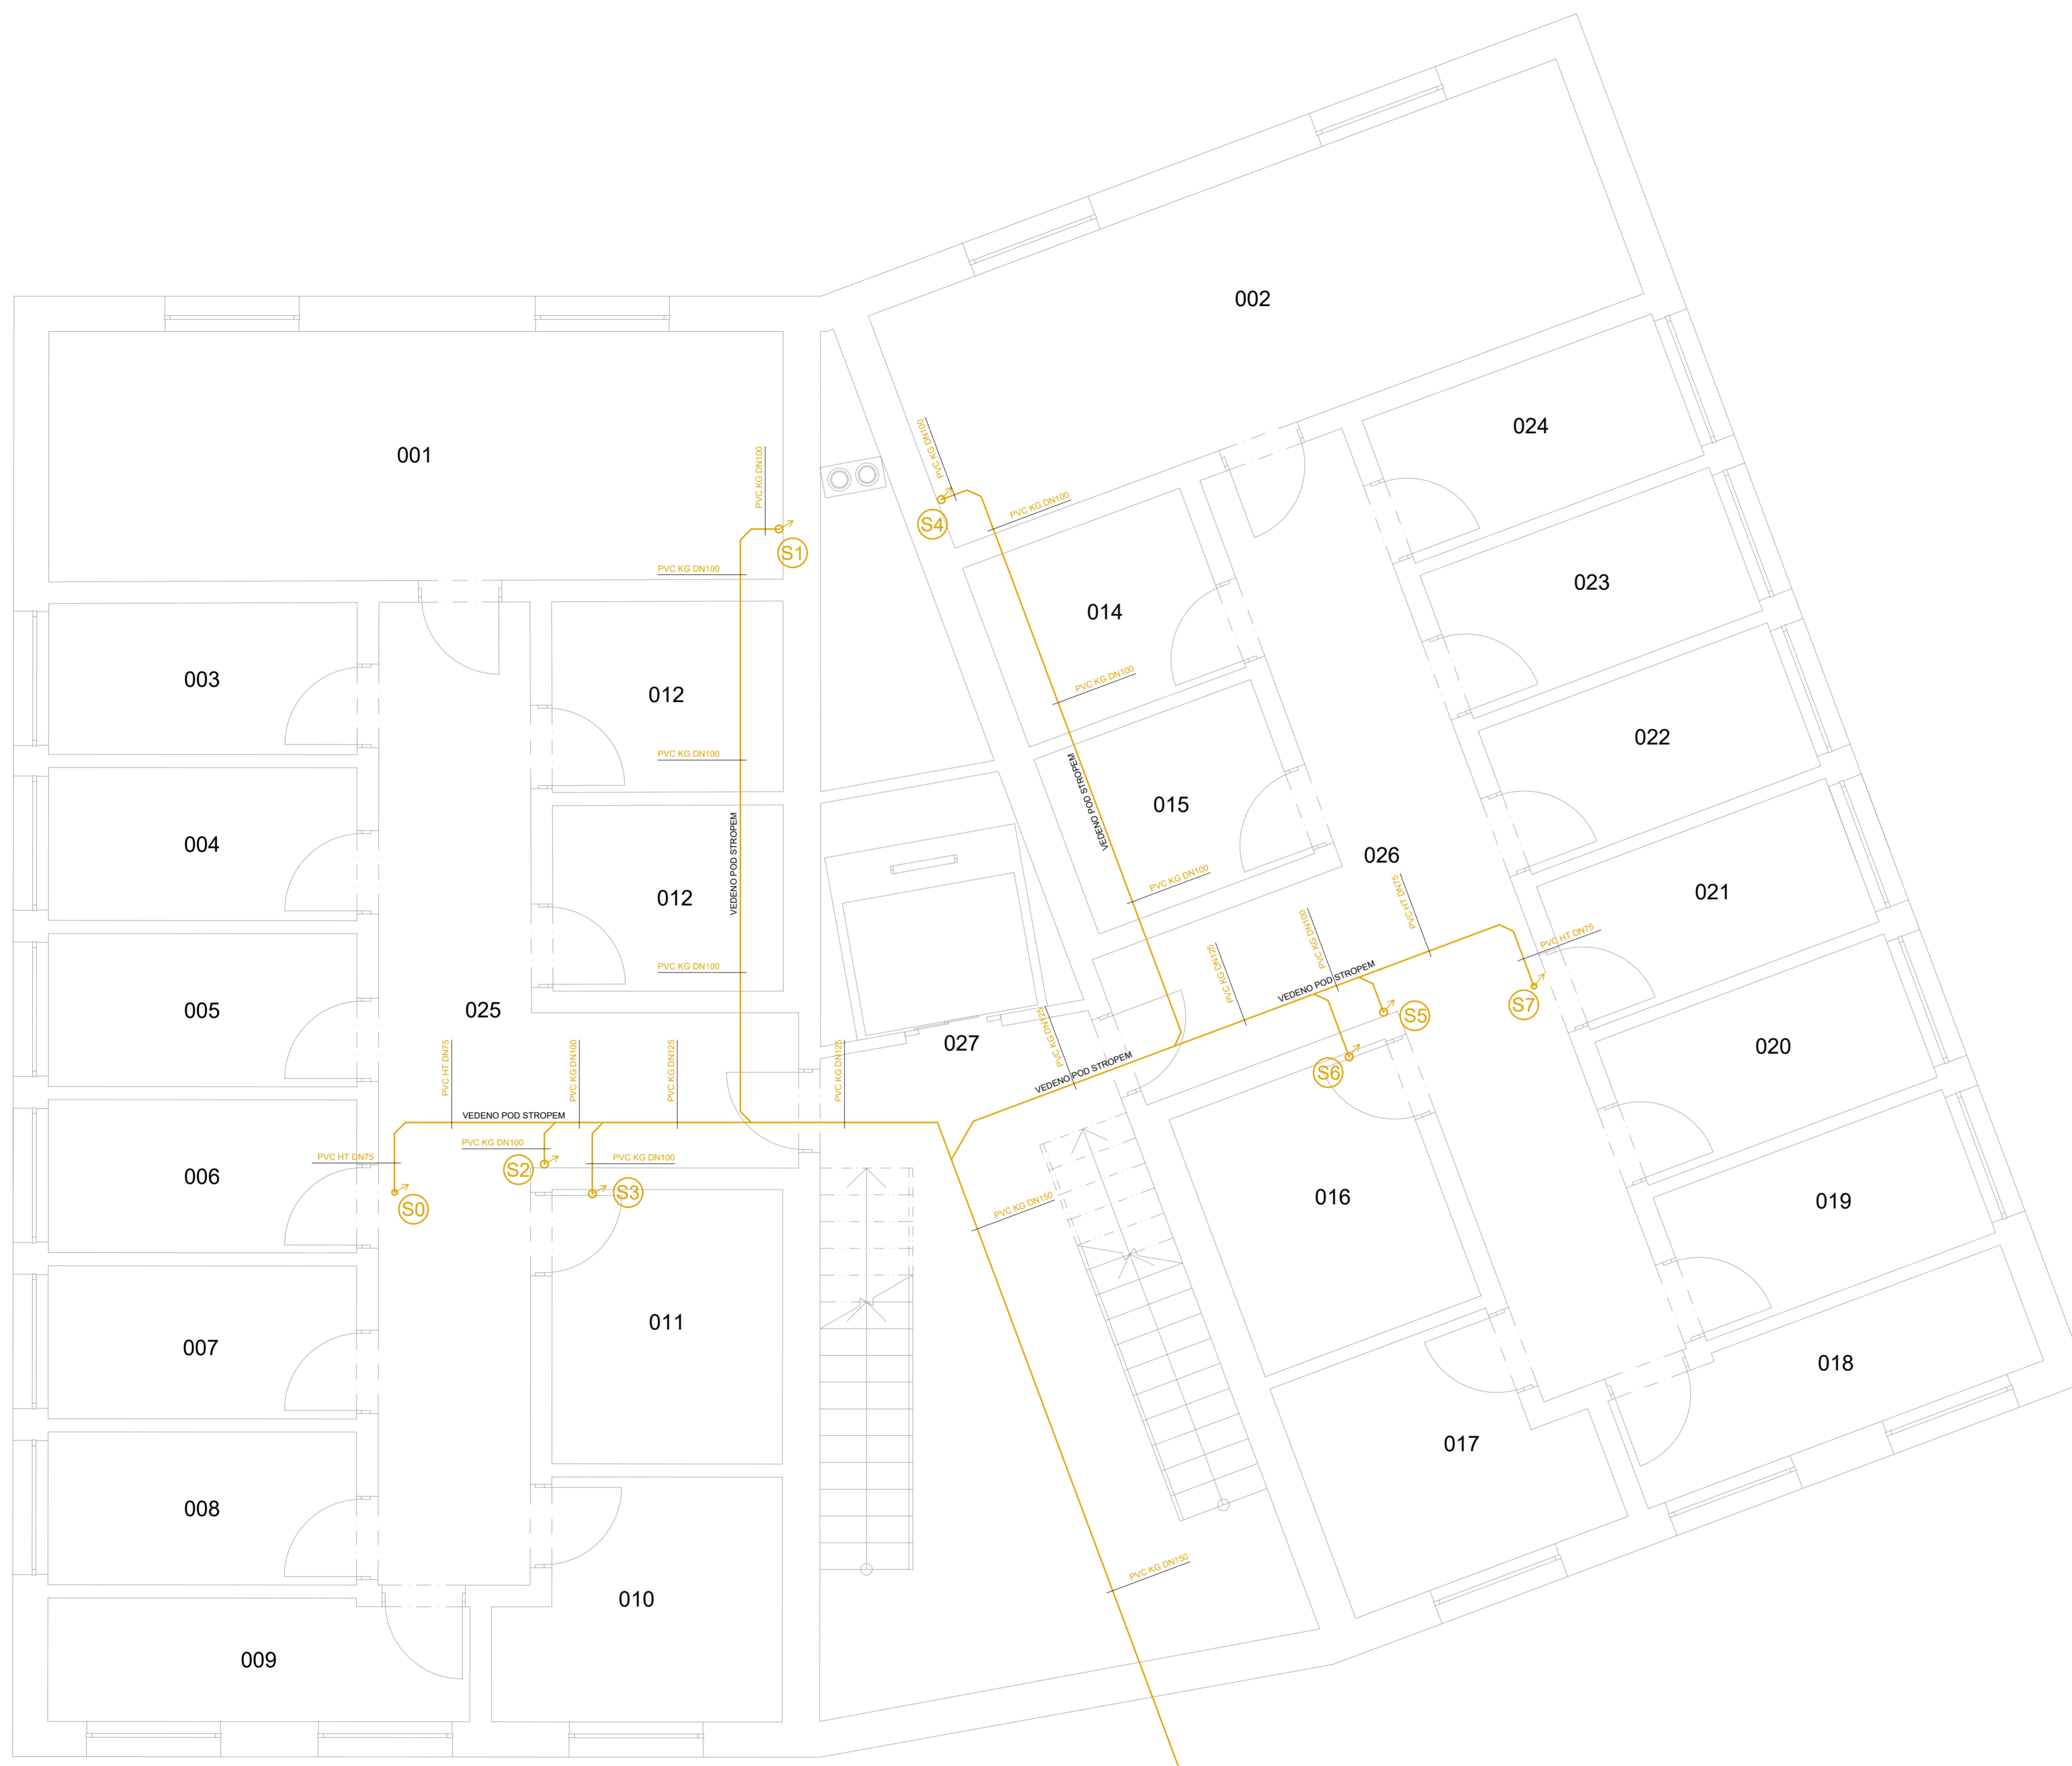 002
024
PVC KG DN100
001
PVC KG DN100
PVC KG DN100
S4
S1
PVC KG DN100
023
014
003
012
PVC KG DN100
022
PVC KG DN100
VEDENO POD STROPEM
015
004
VEDENO POD STROPEM
026
PVC KG DN100
021
PVC HT DN75
012
PVC KG DN100
PVC HT DN75
PVC KG DN125
PVC KG DN100
VEDENO POD STROPEM
S7
S5
005
025
027
PVC KG DN125
020
PVC HT DN75
PVC KG DN100
PVC KG DN125
PVC KG DN125
VEDENO POD STROPEM
S6
VEDENO POD STROPEM
PVC KG DN100
PVC HT DN75
PVC KG DN100
S2
006
S3
S0
016
019
PVC KG DN150
011
007
018
017
008
PVC KG DN150
010
009